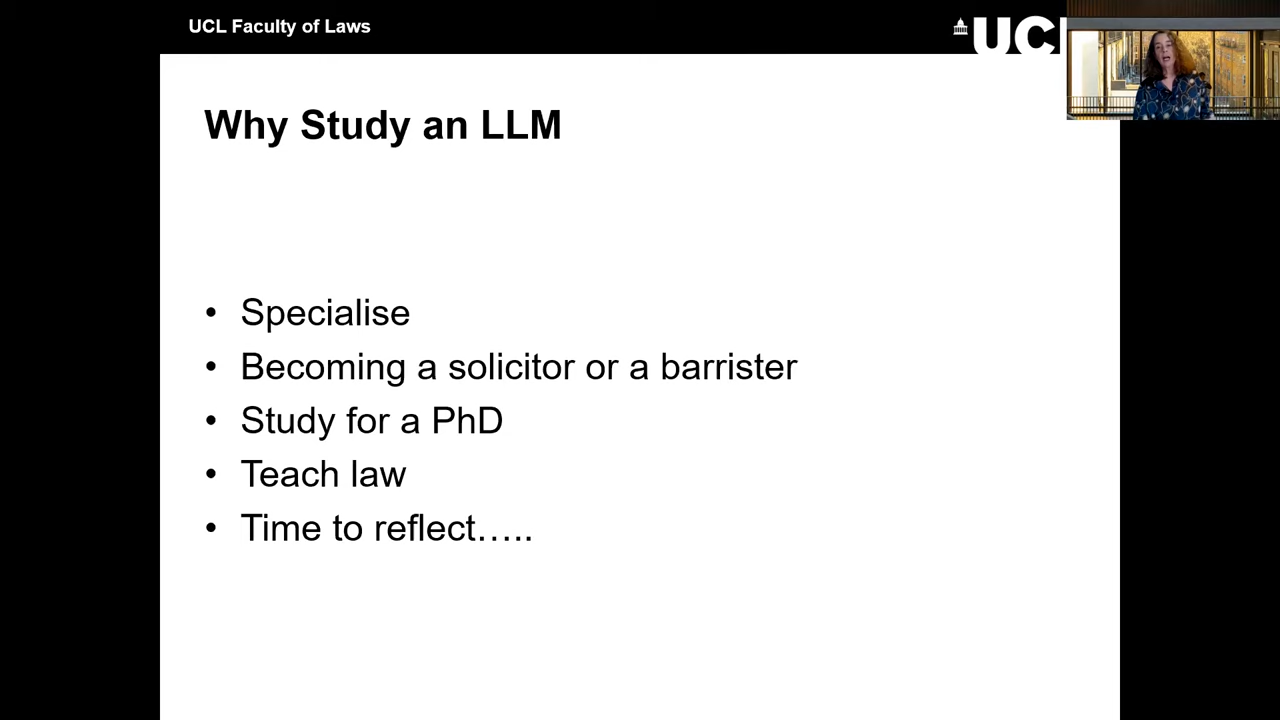 UCL Faculty of Laws
UCL
Why Study an LLM
• Specialise
• Becoming a solicitor or a barrister
• Study for a PhD
• Teach law
• Time to reflect…..